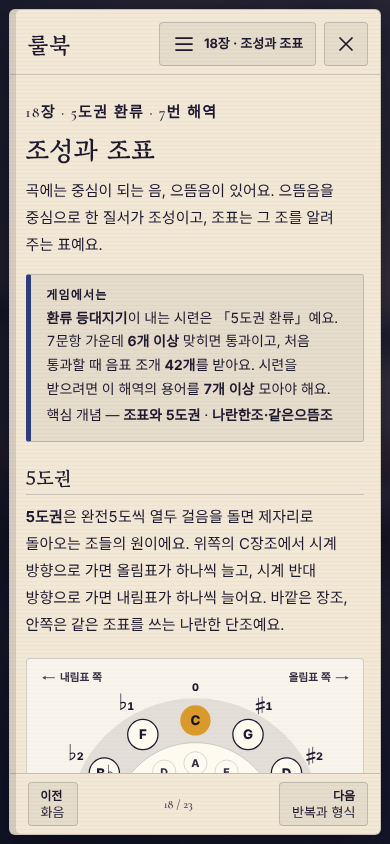 룰북
18장 · 조성과 조표
18장 · 5도권 환류 · 7번 해역
조성과 조표
곡에는 중심이 되는 음, 으뜸음이 있어요. 으뜸음을
중심으로 한 질서가 조성이고, 조표는 그 조를 알려
주는 표예요.
게임에서는
환류 등대지기이 내는 시련은 「5도권 환류」예요.
7문항 가운데 6개 이상 맞히면 통과이고, 처음
통과할 때 음표 조개 42개를 받아요. 시련을
받으려면 이 해역의 용어를 7개 이상 모아야 해요.
핵심 개념 — 조표와 5도권 · 나란한조·같은으뜸조
5도권
5도권은 완전5도씩 열두 걸음을 돌면 제자리로
돌아오는 조들의 원이에요. 위쪽의 C장조에서 시계
방향으로 가면 올림표가 하나씩 늘고, 시계 반대
방향으로 가면 내림표가 하나씩 늘어요. 바깥은 장조,
안쪽은 같은 조표를 쓰는 나란한 단조예요.
← 내림표 쪽
올림표 쪽 →
0
♭1
♯1
F
C
G
♭2
♯2
B♭
D
A
E
D
이전
화음
18 / 23
다음
반복과 형식